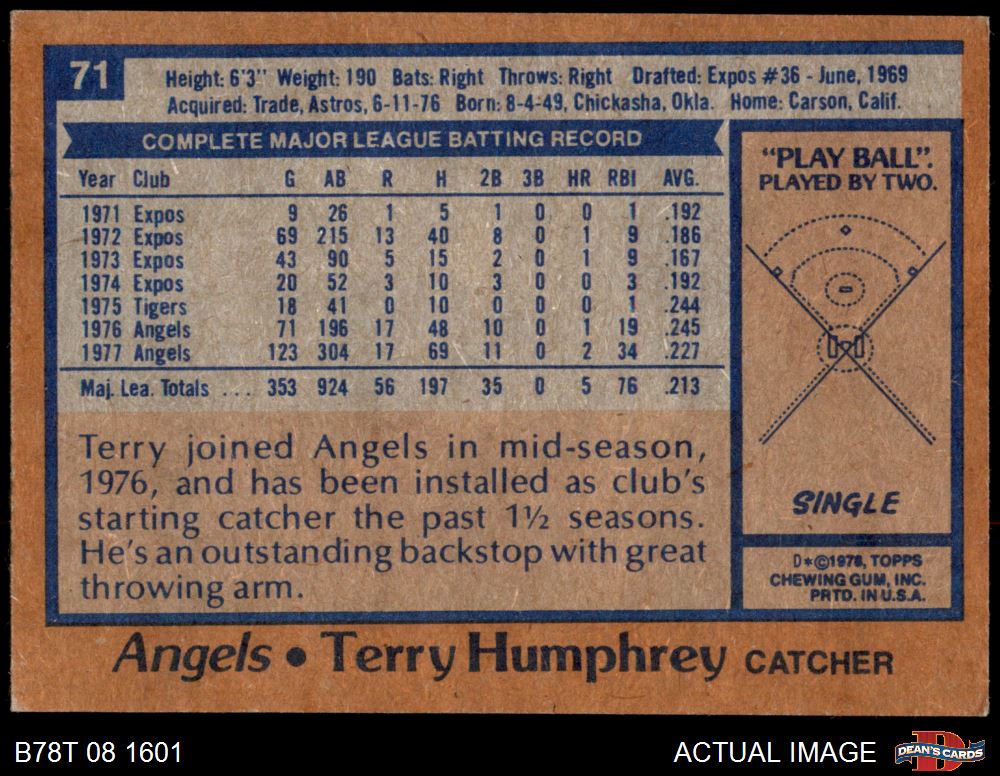 71
Height: 6'3" Weight: 190 Bats: Right Throws: Right Drafted: Expos #36 - June, 1969
Acquired: Trade, Astros, 6-11-76 Born: 8-4-49, Chickasha, Okla. Home: Carson, Calif.
COMPLETE MAJOR LEAGUE BATTING RECORD
Year Club G AB R H 2B 3B HR RBI AVG.
1971 Expos 9 26 1 5 1 0 0 1 .192
1972 Expos 69 215 13 40 8 0 1 9 .186
1973 Expos 43 90 5 15 2 0 1 9 .167
1974 Expos 20 52 3 10 3 0 0 3 .192
1975 Tigers 18 41 0 10 0 0 0 1 .244
1976 Angels 71 196 17 48 10 0 1 19 .245
1977 Angels 123 304 17 69 11 0 2 34 .227
Maj. Lea. Totals ... 353 924 56 197 35 0 5 76 .213
Terry joined Angels in mid-season,
1976, and has been installed as club's
starting catcher the past 1½ seasons.
He's an outstanding backstop with great
throwing arm.
"PLAY BALL".
PLAYED BY TWO.
SINGLE
D*©1978, TOPPS
CHEWING GUM, INC.
PRTD. IN U.S.A.
Angels • Terry Humphrey CATCHER
B78T 08 1601
ACTUAL IMAGE
D
DEAN'S CARDS